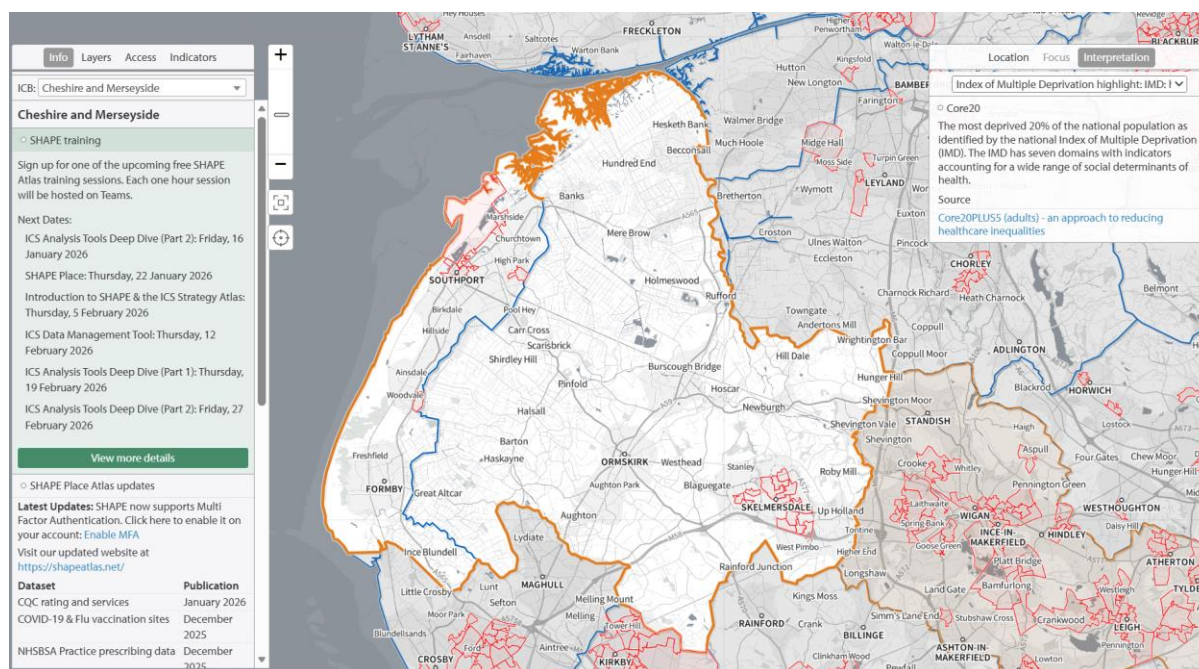 Info Layers Access Indicators
ICB: Cheshire and Merseyside
Cheshire and Merseyside
SHAPE training
Sign up for one of the upcoming free SHAPE
Atlas training sessions. Each one hour session
will be hosted on Teams.
Next Dates:
ICS Analysis Tools Deep Dive (Part 2): Friday, 16
January 2026
SHAPE Place: Thursday, 22 January 2026
Introduction to SHAPE & the ICS Strategy Atlas:
Thursday, 5 February 2026
ICS Data Management Tool: Thursday, 12
February 2026
ICS Analysis Tools Deep Dive (Part 1): Thursday,
19 February 2026
ICS Analysis Tools Deep Dive (Part 2): Friday, 27
February 2026
View more details
SHAPE Place Atlas updates
Latest Updates: SHAPE now supports Multi
Factor Authentication. Click here to enable it on
your account: Enable MFA
Visit our updated website at
https://shapeatlas.net/
Dataset Publication
CQC rating and services January 2026
COVID-19 & Flu vaccination sites December
2025
NHSBSA Practice prescribing data December
2025
+
−
Location Focus Interpretation
Index of Multiple Deprivation highlight: IMD:
Core20
The most deprived 20% of the national population as
identified by the national Index of Multiple Deprivation
(IMD). The IMD has seven domains with indicators
accounting for a wide range of social determinants of
health.
Source
Core20PLUS5 (adults) - an approach to reducing
healthcare inequalities
Hey Houses
LYTHAM
ST ANNE'S
Ansdell
Fairhaven
Saltcotes
Warton Bank
FRECKLETON
Higher
Penwortham
Walton-le-Dale
Kingsfold
Hutton
New Longton
Farington
Walmer Bridge
Much Hoole
Midge Hall
Moss Side
Turpin Green
LEYLAND
Hesketh Bank
Becconsall
Hundred End
Bretherton
Wymott
Euxton
Banks
A565
Croston
Ulnes Walton
Eccleston
Pincock
Mere Brow
Marshside
Churchtown
High Park
SOUTHPORT
Holmeswood
Rufford
CHORLEY
Charnock Richard
Heath Charnock
Belmont
Birkdale
Pool Hey
Hillside
Carr Cross
Scarisbrick
Shirdley Hill
Towngate
Andertons Mill
Coppull
Wrightington Bar
Coppull Moor
ADLINGTON
Burscough Bridge
Hill Dale
Hunger Hill
Ainsdale
Pinfold
Hoscar
Blackrod
HORWICH
Woodvale
Halsall
A59
Newburgh
Shevington Moor
STANDISH
Lostock
A673
Shevington Vale
Shevington
Haigh
Barton
Haskayne
Freshfield
ORMSKIRK
Westhead
Stanley
Roby Mill
Crooke
Whitley
Aspull
Four Gates
Chew Moor
Hunger Hill
Pennington Green
FORMBY
Great Altcar
Aughton Park
Blaguegate
SKELMERSDALE
Up Holland
Laithwaite
Spring Bank
WIGAN
INCE-IN-
MAKERFIELD
HINDLEY
WESTHOUGHTON
Daisy Hill
Aughton
Tontine
Goose Green
Platt Bridge
A577
ATHERTON
Lydiate
M58
West Pimbo
Higher End
Ince Blundell
Little Crosby
Rainford Junction
Longshaw
Bamfurlong
Land Gate
Westleigh
Lunt
MAGHULL
Sefton
Melling Mount
Melling
Kings Moss
Simm's Lane End
Stubshaw Cross
Crankwood
LEIGH
Moor Park
Tower Hill
RAINFORD
Crank
BILLINGE
Lowton
Blundellsands
CROSBY
Ford
Aintree
KIRKBY
Clinkham Wood
ASHTON-IN-
MAKERFIELD